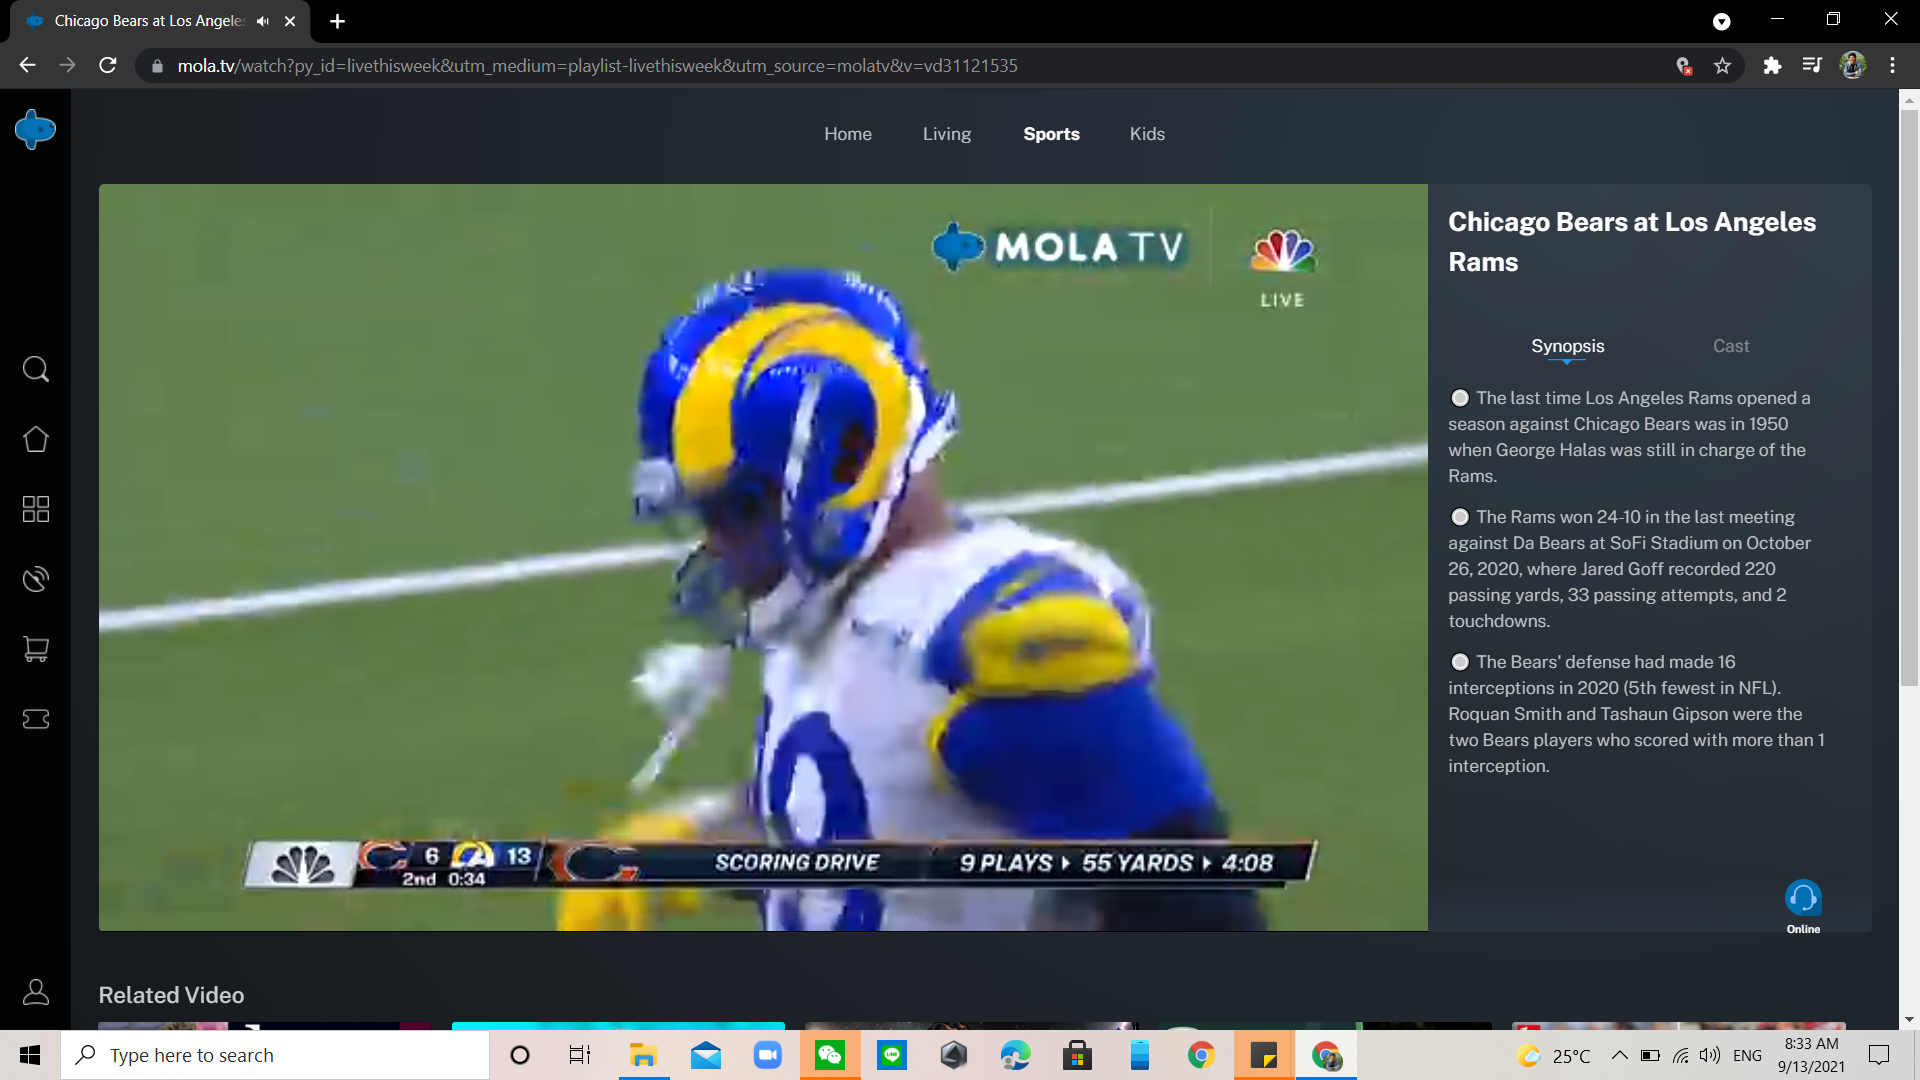 Chicago Bears at Los Angeles
mola.tv/watch?py_id=livethisweek&utm_medium=playlist-livethisweek&utm_source=molatv&v=vd31121535
Home Living Sports Kids
MOLA TV
LIVE
6 13
2nd 0:34
SCORING DRIVE 9 PLAYS 55 YARDS 4:08
Chicago Bears at Los Angeles
Rams
Synopsis Cast
The last time Los Angeles Rams opened a
season against Chicago Bears was in 1950
when George Halas was still in charge of the
Rams.
The Rams won 24-10 in the last meeting
against Da Bears at SoFi Stadium on October
26, 2020, where Jared Goff recorded 220
passing yards, 33 passing attempts, and 2
touchdowns.
The Bears' defense had made 16
interceptions in 2020 (5th fewest in NFL).
Roquan Smith and Tashaun Gipson were the
two Bears players who scored with more than 1
interception.
Online
Related Video
Type here to search
25°C ENG
8:33 AM
9/13/2021